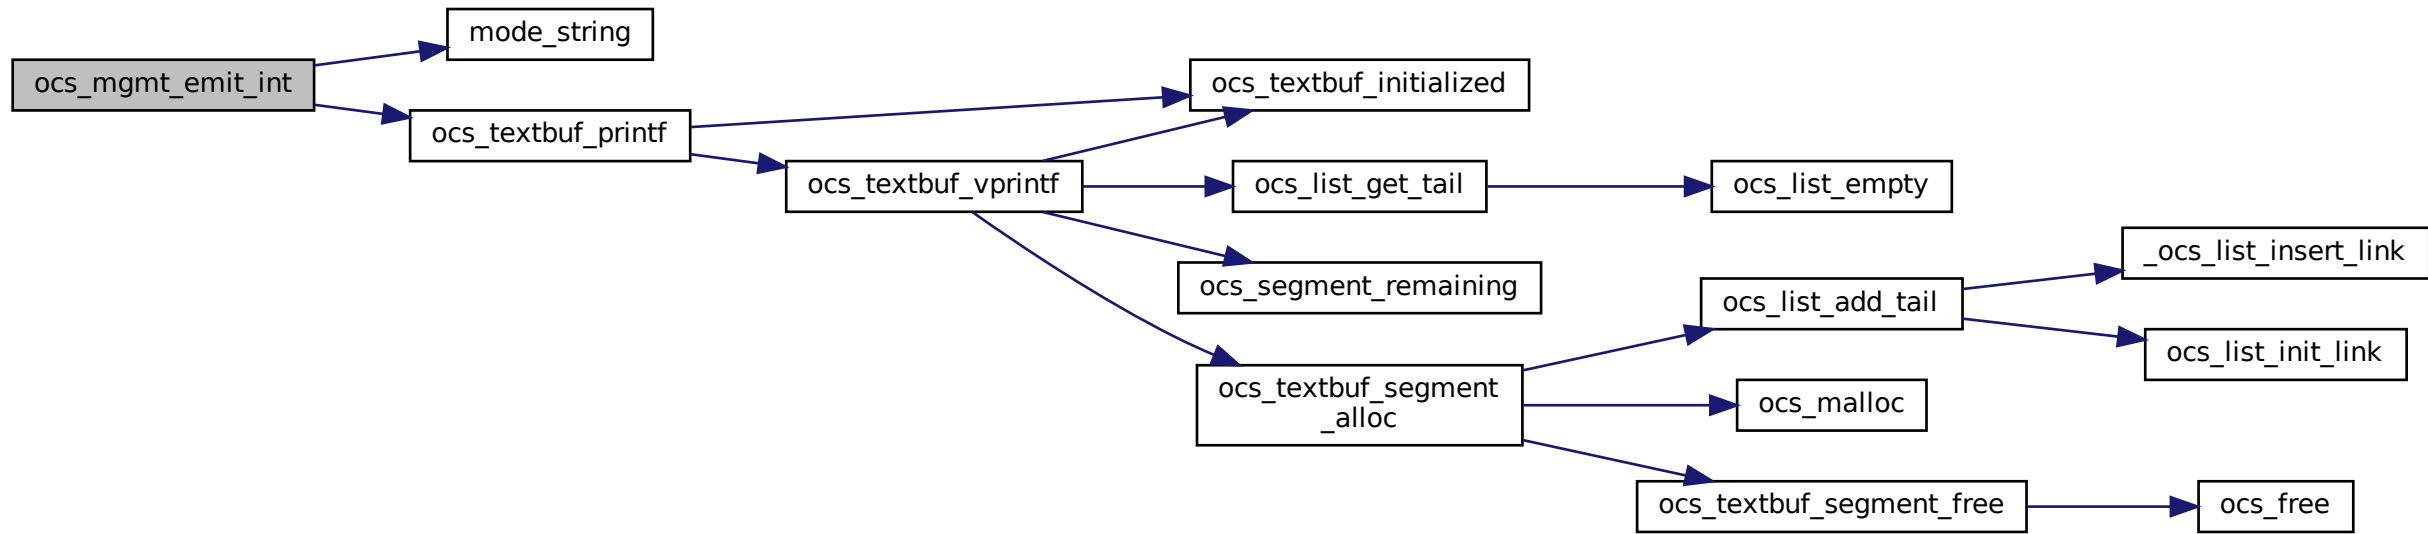 mode_string
ocs_mgmt_emit_int
ocs_textbuf_printf
ocs_textbuf_initialized
ocs_textbuf_vprintf
ocs_list_get_tail
ocs_list_empty
ocs_segment_remaining
ocs_textbuf_segment
_alloc
ocs_list_add_tail
_ocs_list_insert_link
ocs_list_init_link
ocs_malloc
ocs_textbuf_segment_free
ocs_free